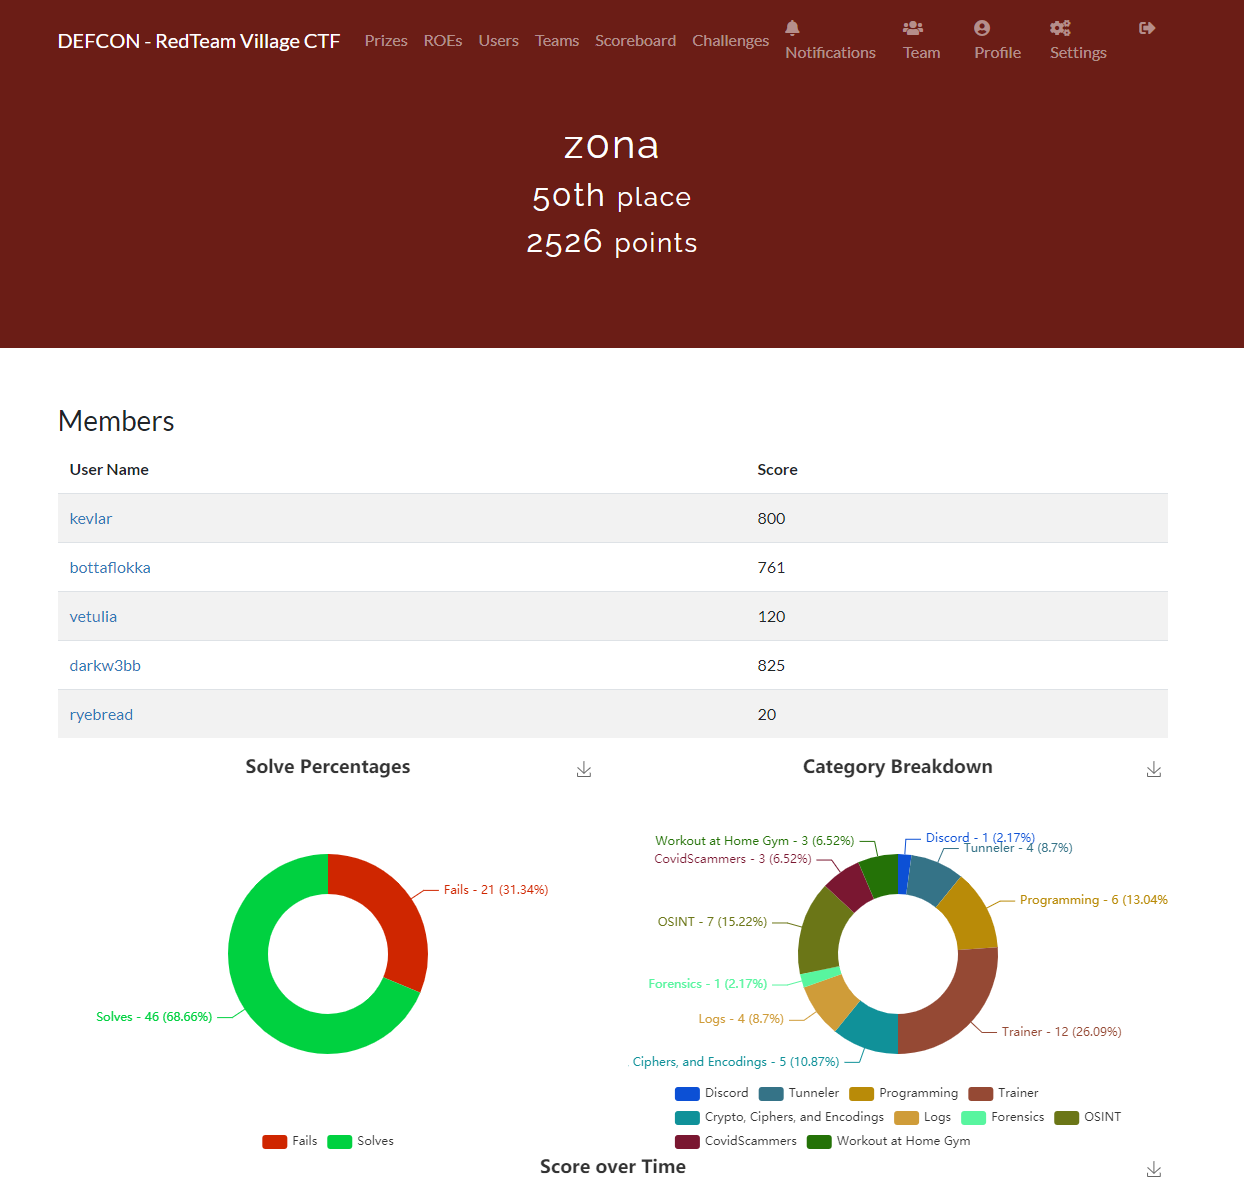 DEFCON - RedTeam Village CTF Prizes ROEs Users Teams Scoreboard Challenges Notifications Team Profile Settings
zona
50th place
2526 points
Members
User Name Score
kevlar 800
bottaflokka 761
vetulia 120
darkw3bb 825
ryebread 20
Solve Percentages
Fails - 21 (31.34%)
Solves - 46 (68.66%)
Fails Solves
Category Breakdown
Workout at Home Gym - 3 (6.52%) Discord - 1 (2.17%)
CovidScammers - 3 (6.52%) Tunneler - 4 (8.7%)
Programming - 6 (13.04%
OSINT - 7 (15.22%)
Forensics - 1 (2.17%)
Logs - 4 (8.7%)
Trainer - 12 (26.09%)
Ciphers, and Encodings - 5 (10.87%)
Discord Tunneler Programming Trainer
Crypto, Ciphers, and Encodings Logs Forensics OSINT
CovidScammers Workout at Home Gym
Score over Time